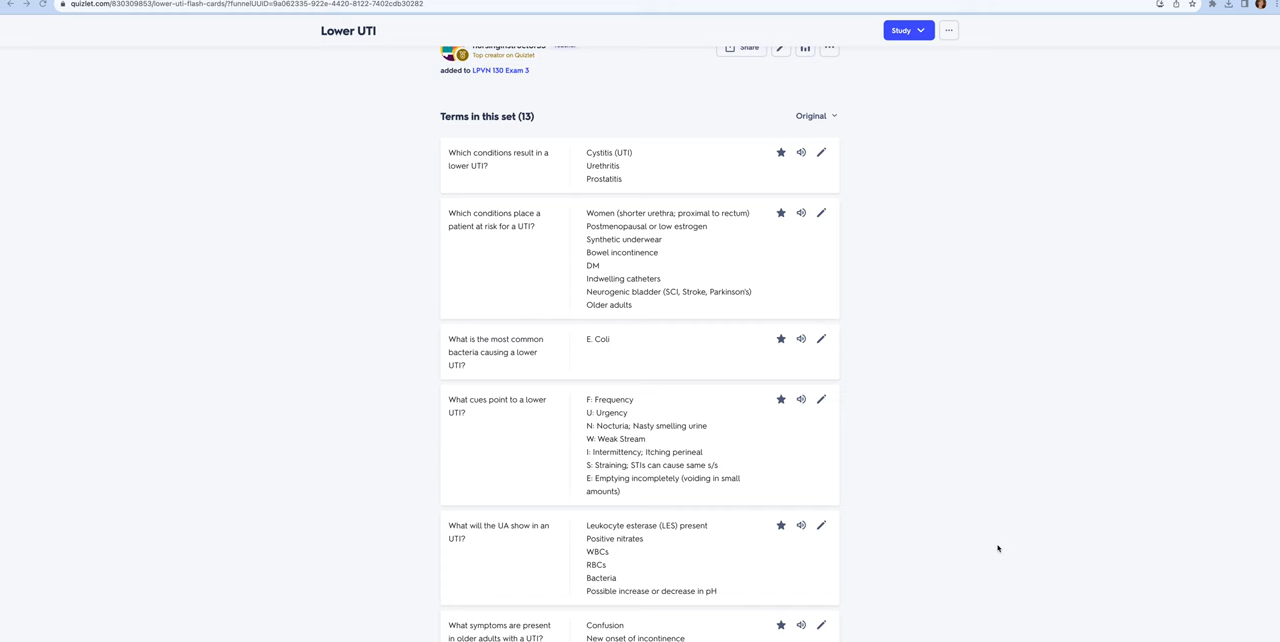 quizlet.com/830309853/lower-uti-flash-cards/?funnelUUID=9a062335-922e-4420-8122-7402cdb30282
Lower UTI
Study
Top creator on Quizlet
Share
added to LPVN 130 Exam 3
Terms in this set (13)
Original
Which conditions result in a
lower UTI?
Cystitis (UTI)
Urethritis
Prostatitis
Which conditions place a
patient at risk for a UTI?
Women (shorter urethra; proximal to rectum)
Postmenopausal or low estrogen
Synthetic underwear
Bowel incontinence
DM
Indwelling catheters
Neurogenic bladder (SCI, Stroke, Parkinson's)
Older adults
What is the most common
bacteria causing a lower
UTI?
E. Coli
What cues point to a lower
UTI?
F: Frequency
U: Urgency
N: Nocturia; Nasty smelling urine
W: Weak Stream
I: Intermittency; Itching perineal
S: Straining; STIs can cause same s/s
E: Emptying incompletely (voiding in small
amounts)
What will the UA show in an
UTI?
Leukocyte esterase (LES) present
Positive nitrates
WBCs
RBCs
Bacteria
Possible increase or decrease in pH
What symptoms are present
in older adults with a UTI?
Confusion
New onset of incontinence